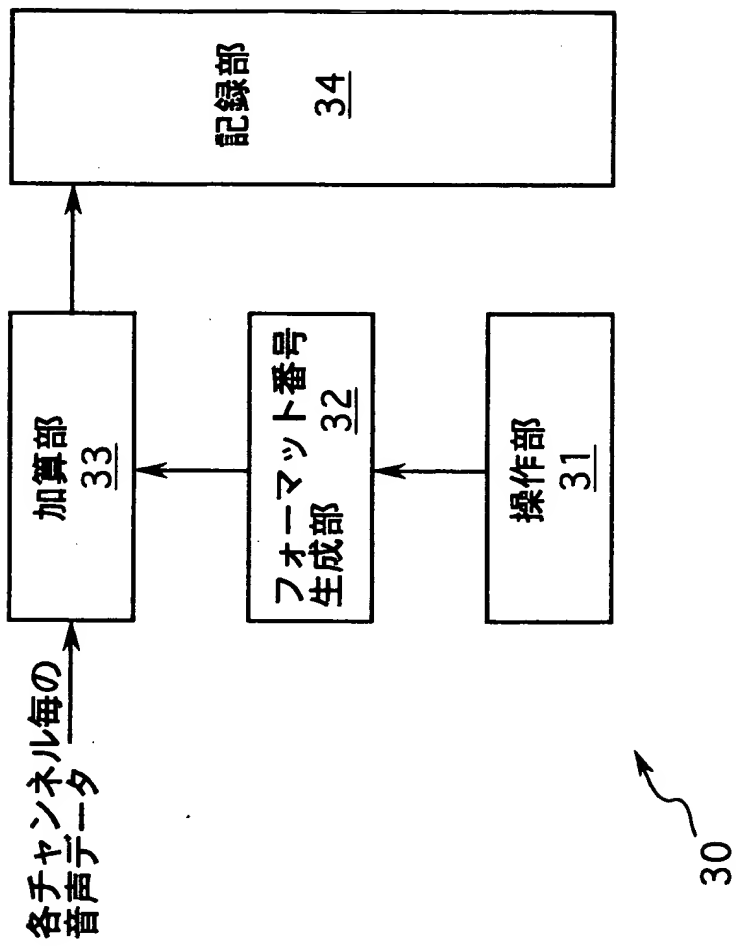 各チャンネル毎の
音声データ
加算部
33
フォーマット番号
生成部
32
操作部
31
記録部
34
30